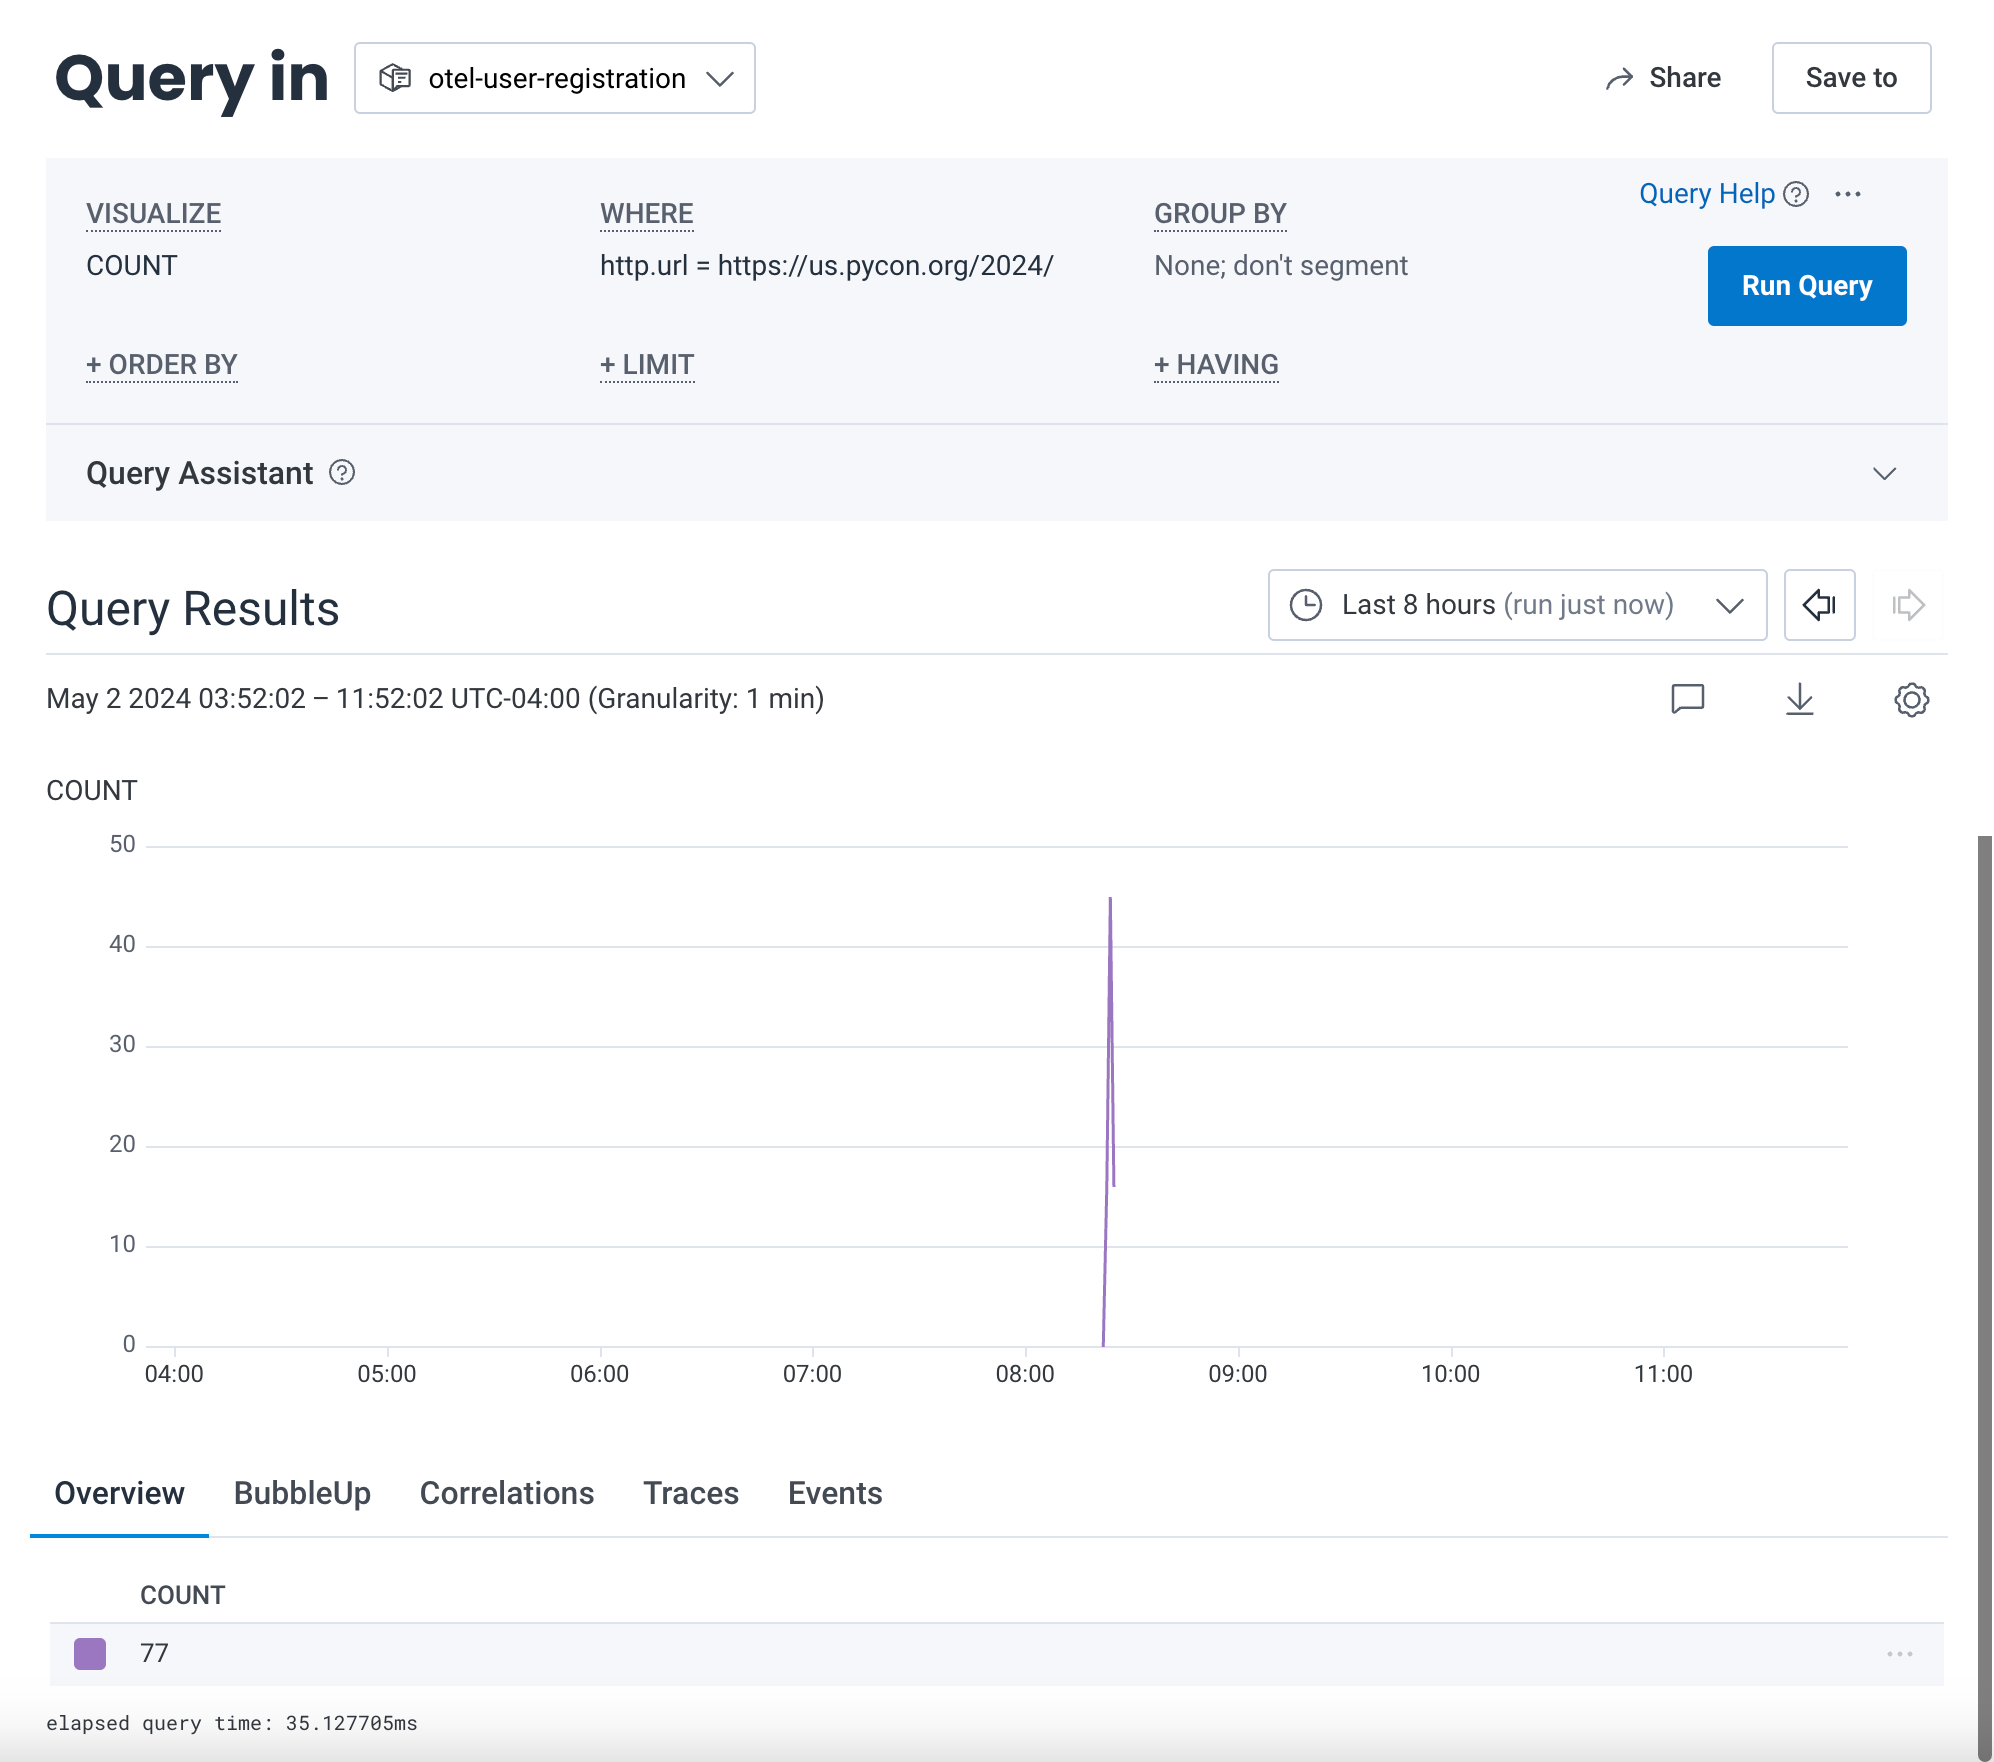 Query in otel-user-registration Share Save to
VISUALIZE WHERE GROUP BY Query Help ? ...
COUNT http.url = https://us.pycon.org/2024/ None; don't segment
Run Query
+ ORDER BY + LIMIT + HAVING
Query Assistant ?
Query Results Last 8 hours (run just now)
May 2 2024 03:52:02 – 11:52:02 UTC-04:00 (Granularity: 1 min)
COUNT
50
40
30
20
10
0
04:00 05:00 06:00 07:00 08:00 09:00 10:00 11:00
Overview BubbleUp Correlations Traces Events
COUNT
77 ...
elapsed query time: 35.127705ms